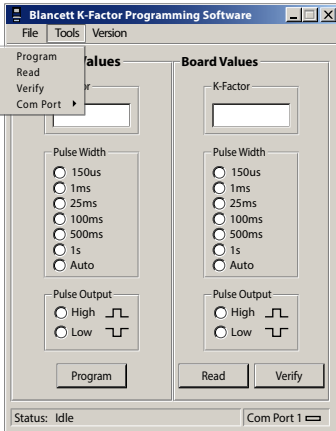 Blancett K-Factor Programming Software
File Tools Version
Program
Read
Verify
Com Port
Values
Board Values
K-Factor
Pulse Width
150us
1ms
25ms
100ms
500ms
1s
Auto
Pulse Width
150us
1ms
25ms
100ms
500ms
1s
Auto
Pulse Output
High
Low
Pulse Output
High
Low
Program
Read
Verify
Status: Idle
Com Port 1